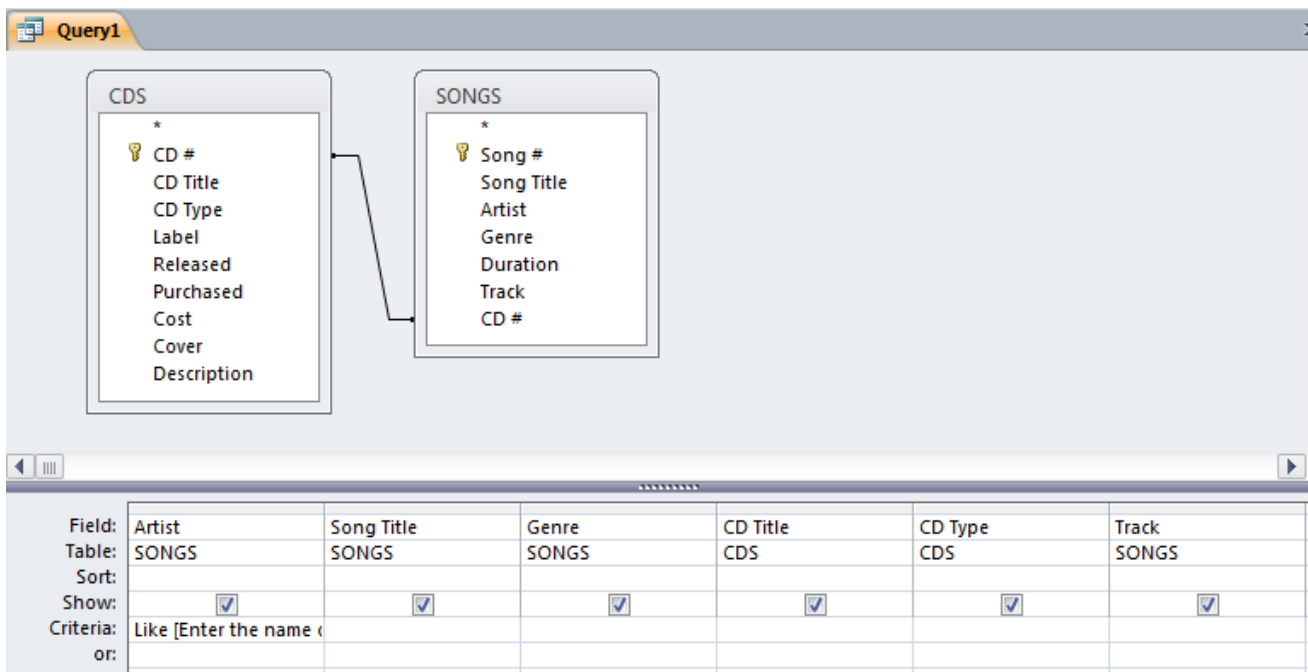 Query1
CDS
*
CD #
CD Title
CD Type
Label
Released
Purchased
Cost
Cover
Description
SONGS
*
Song #
Song Title
Artist
Genre
Duration
Track
CD #
Field: Artist Song Title Genre CD Title CD Type Track
Table: SONGS SONGS SONGS CDS CDS SONGS
Sort:
Show:
Criteria: Like [Enter the name
or: